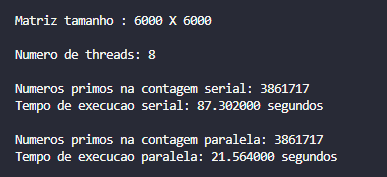 Matriz tamanho : 6000 X 6000
Numero de threads: 8
Numeros primos na contagem serial: 3861717
Tempo de execucao serial: 87.302000 segundos
Numeros primos na contagem paralela: 3861717
Tempo de execucao paralela: 21.564000 segundos